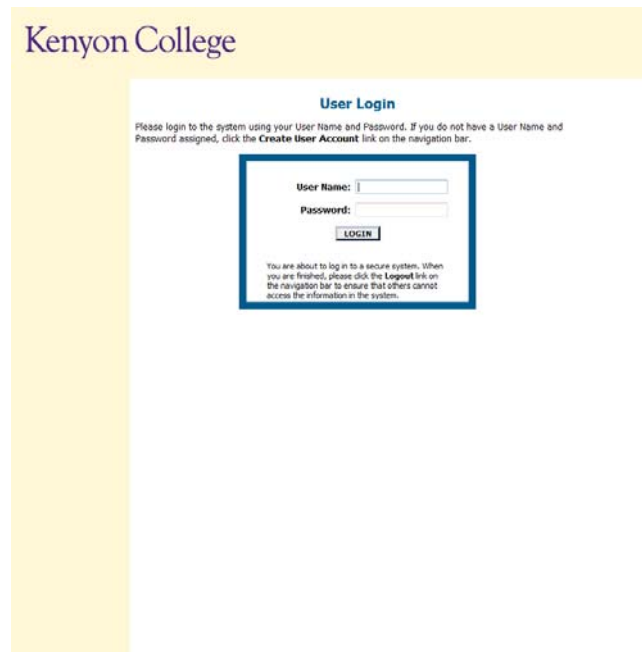 Kenyon College
User Login
Please login to the system using your User Name and Password. If you do not have a User Name and
Password assigned, click the Create User Account link on the navigation bar.
User Name:
Password:
LOGIN
You are about to log in to a secure system. When
you are finished, please click the Logout link on
the navigation bar to ensure that others cannot
access the information in the system.